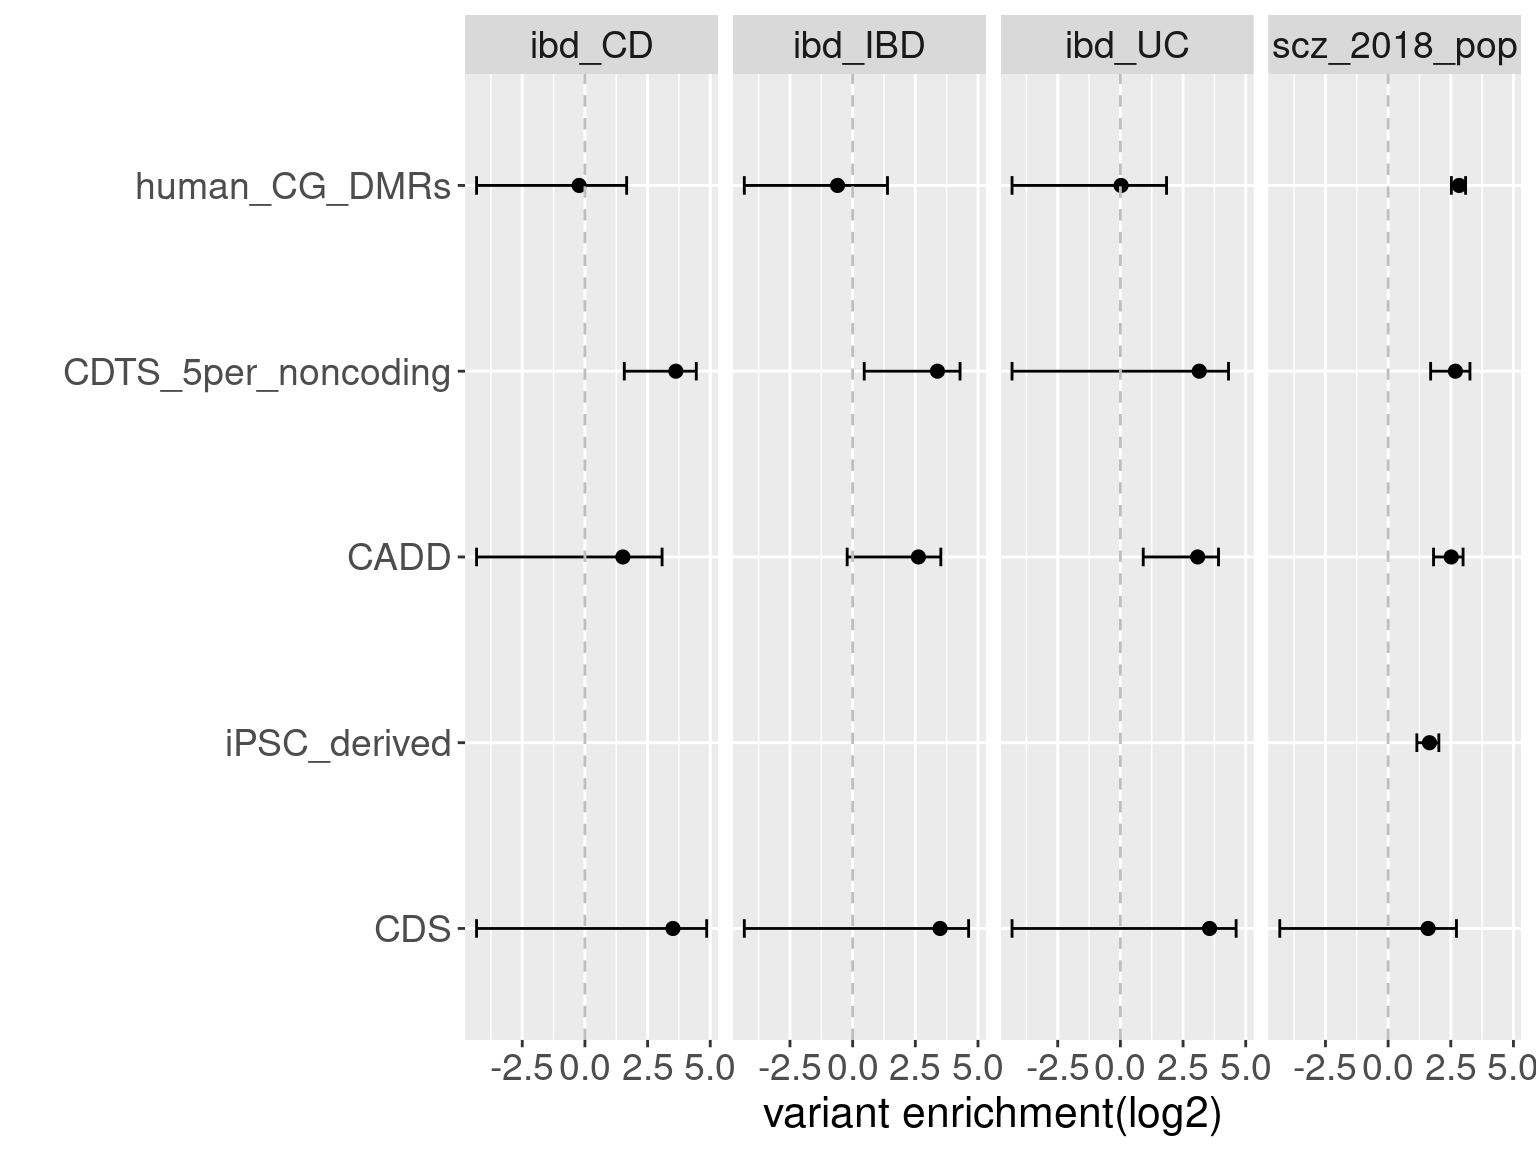 ibd_CD ibd_IBD ibd_UC scz_2018_pop
human_CG_DMRs
CDTS_5per_noncoding
CADD
iPSC_derived
CDS
-2.5 0.0 2.5 5.0 -2.5 0.0 2.5 5.0 -2.5 0.0 2.5 5.0 -2.5 0.0 2.5 5.0
variant enrichment(log2)